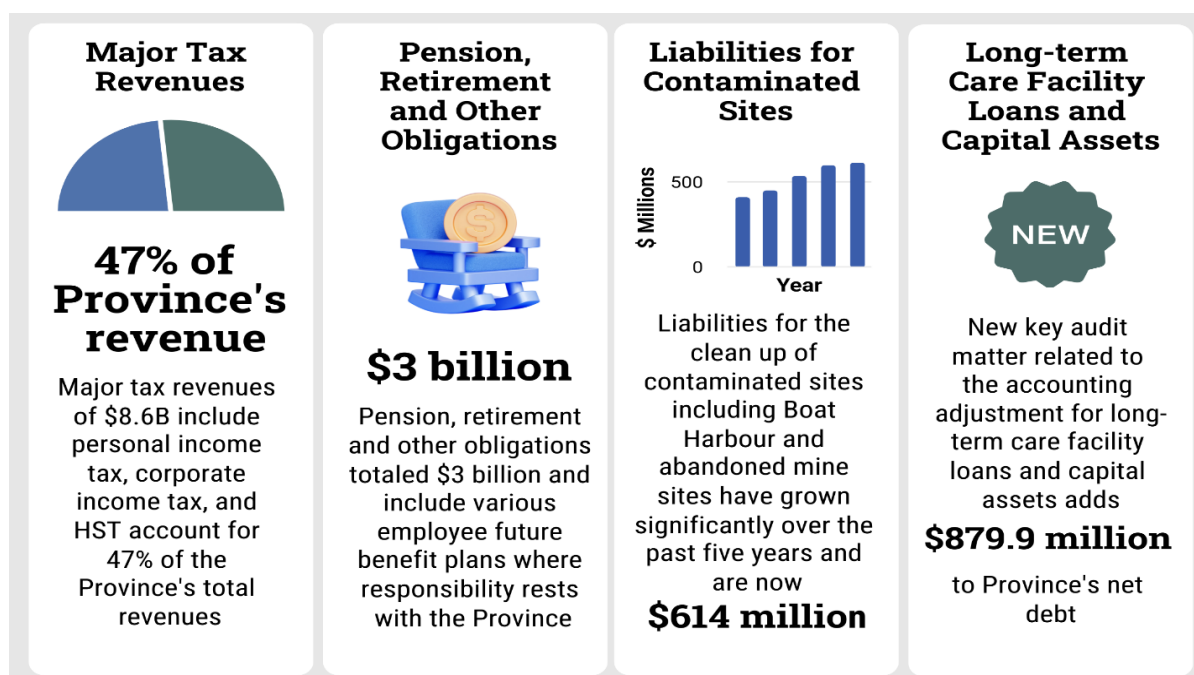 Major Tax
Revenues
47% of
Province's
revenue
Major tax revenues
of $8.6B include
personal income
tax, corporate
income tax, and
HST account for
47% of the
Province's total
revenues
Pension,
Retirement
and Other
Obligations
$
$3 billion
Pension, retirement
and other obligations
totaled $3 billion and
include various
employee future
benefit plans where
responsibility rests
with the Province
Liabilities for
Contaminated
Sites
$ Millions
500
0
Year
Liabilities for the
clean up of
contaminated sites
including Boat
Harbour and
abandoned mine
sites have grown
significantly over the
past five years and
are now
$614 million
Long-term
Care Facility
Loans and
Capital Assets
NEW
New key audit
matter related to
the accounting
adjustment for long-
term care facility
loans and capital
assets adds
$879.9 million
to Province's net
debt